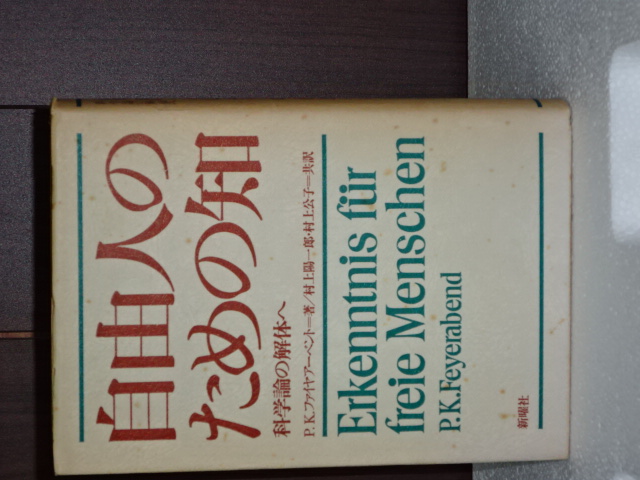 自由人の
ための知
科学論の解体へ
P.K.ファイヤアーベント=著/村上陽一郎・村上公子=共訳
Erkenntnis für
freie Menschen
P.K.Feyerabend
新曜社